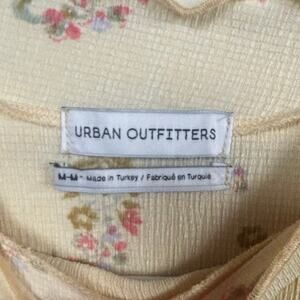 URBAN OUTFITTERS
M-M - Made in Turkey / Fabriqué en Turquie